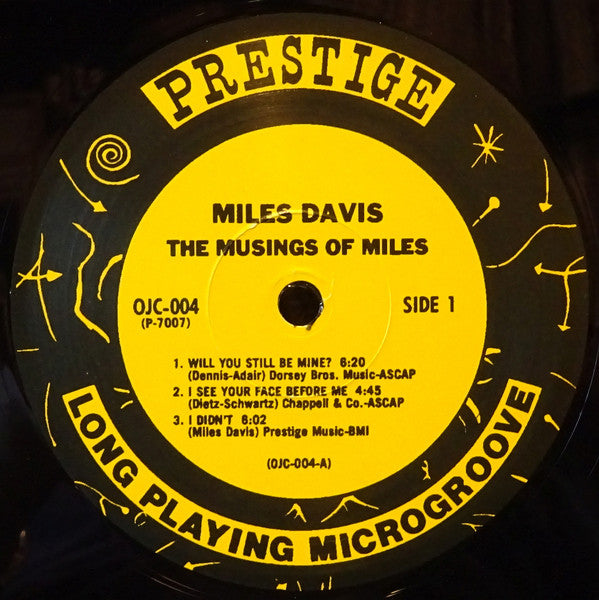 PRESTIGE
MILES DAVIS
THE MUSINGS OF MILES
OJC-004
(P-7007)
SIDE 1
1. WILL YOU STILL BE MINE? 6:20
(Dennis-Adair) Dorsey Bros. Music-ASCAP
2. I SEE YOUR FACE BEFORE ME 4:45
(Dietz-Schwartz) Chappell & Co.-ASCAP
3. I DIDN'T 6:02
(Miles Davis) Prestige Music-BMI
(OJC-004-A)
LONG PLAYING MICROGROOVE